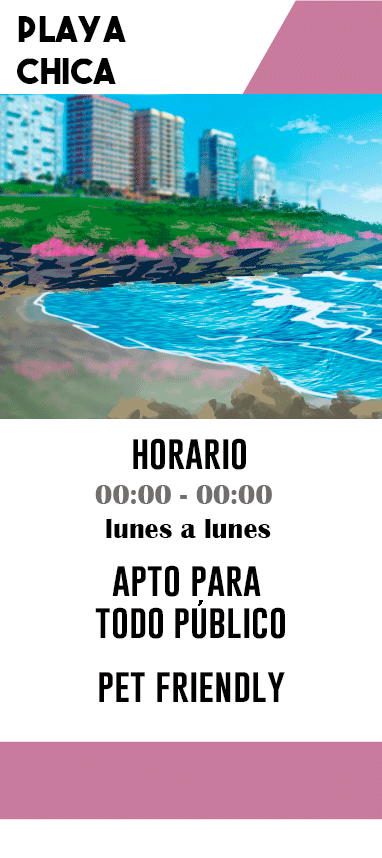 PLAYA
CHICA
HORARIO
00:00 - 00:00
lunes a lunes
APTO PARA
TODO PÚBLICO
PET FRIENDLY